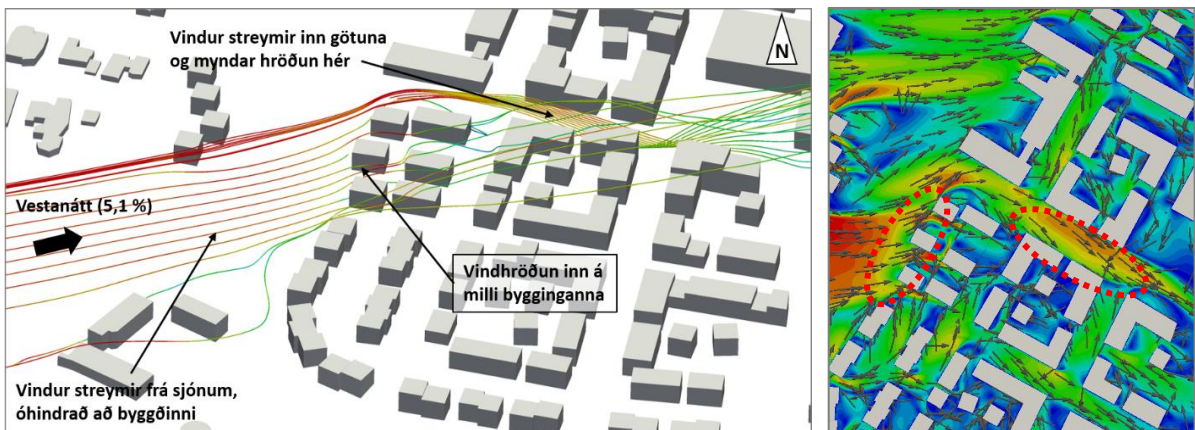 Vindur streymir inn götuna
og myndar hröðun hér
N
Vestanátt (5,1 %)
Vindhröðun inn á
milli bygginganna
Vindur streymir frá sjónum,
óhindrað að byggðinni